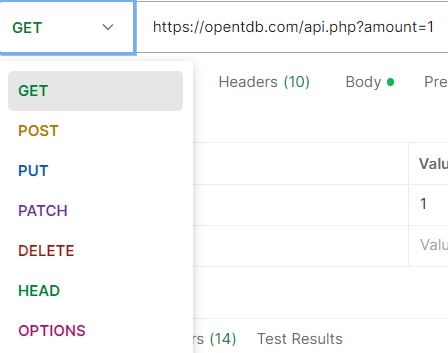 GET
https://opentdb.com/api.php?amount=1
GET
POST
PUT
PATCH
DELETE
HEAD
OPTIONS
Headers (10)
Body
Pre
Valu
1
Valu
rs (14)
Test Results